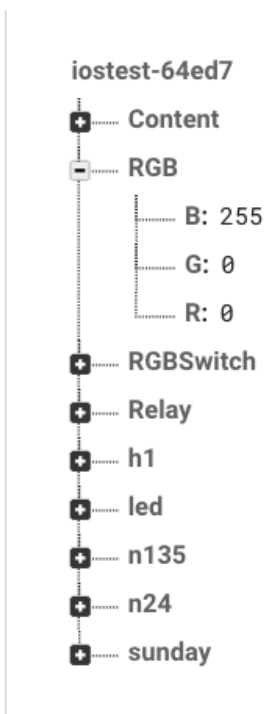 iostest-64ed7
Content
RGB
B: 255
G: 0
R: 0
RGBSwitch
Relay
h1
led
n135
n24
sunday